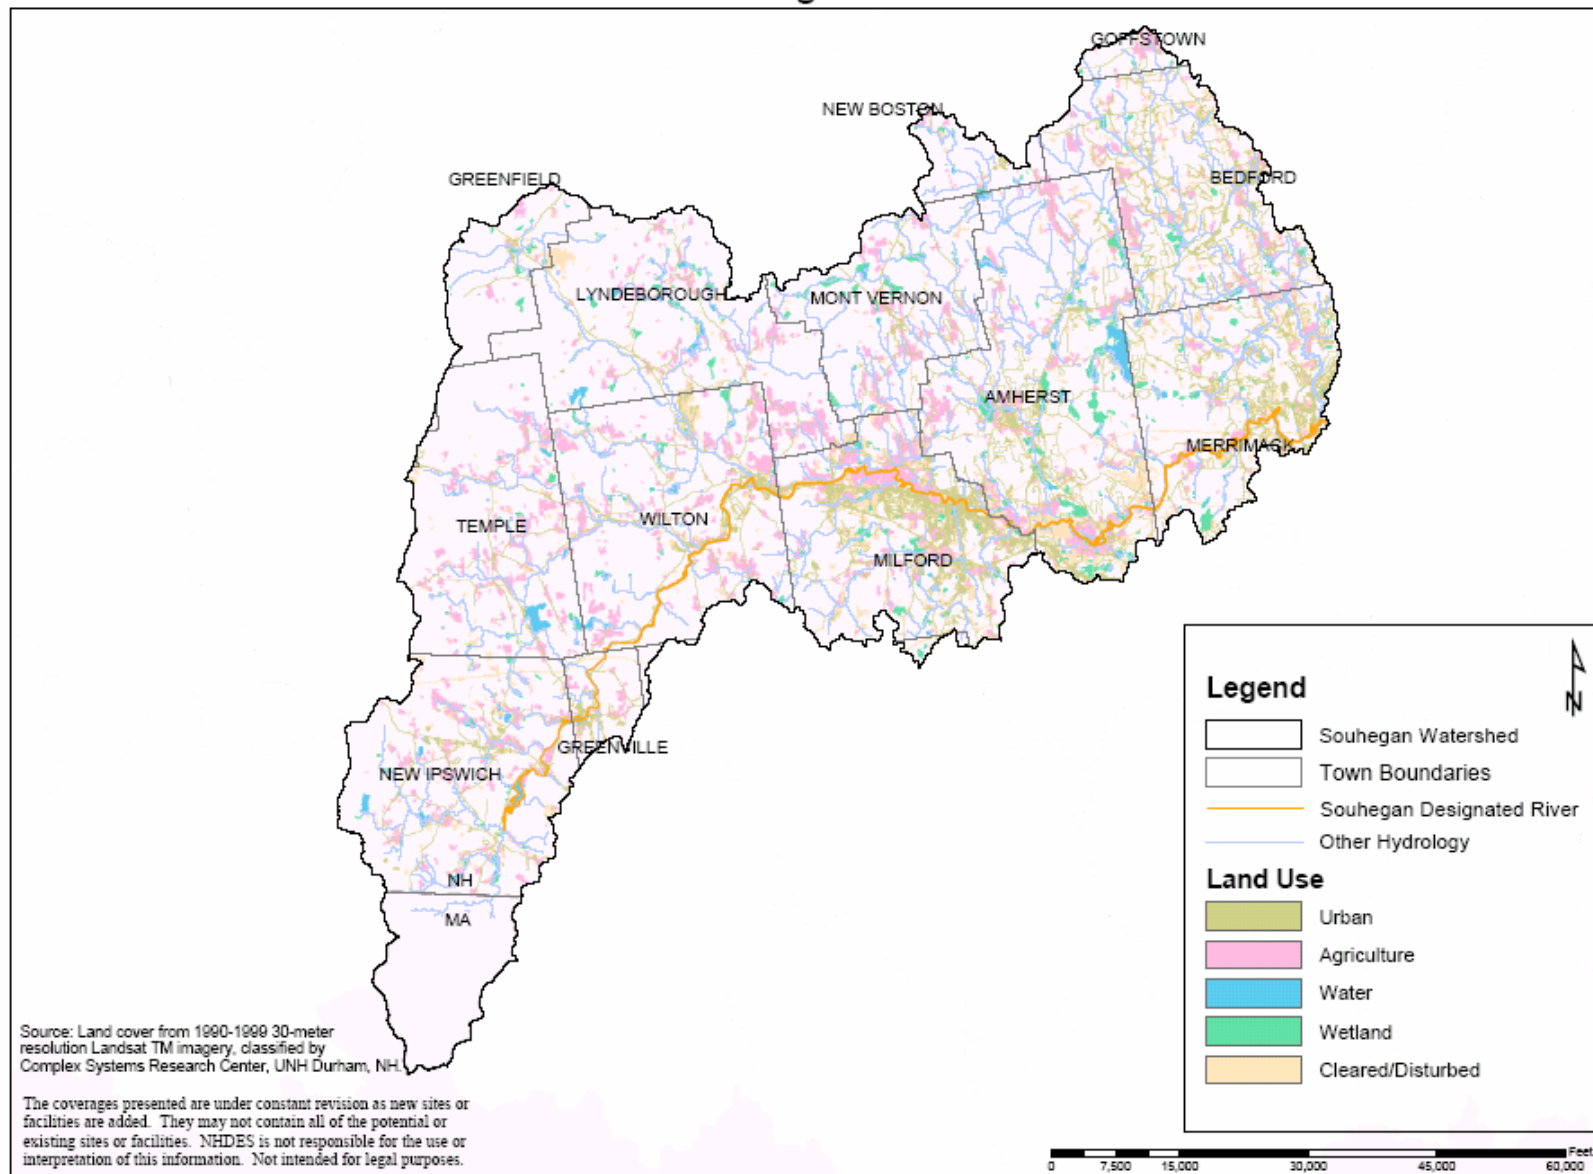 GOFFSTOWN
NEW BOSTON
GREENFIELD
BEDFORD
LYNDEBOROUGH
MONT VERNON
AMHERST
MERRIMACK
TEMPLE
WILTON
MILFORD
GREENVILLE
NEW IPSWICH
NH
MA
Legend
N
Souhegan Watershed
Town Boundaries
Souhegan Designated River
Other Hydrology
Land Use
Urban
Agriculture
Water
Wetland
Cleared/Disturbed
Source: Land cover from 1990-1999 30-meter
resolution Landsat TM imagery, classified by
Complex Systems Research Center, UNH Durham, NH.
The coverages presented are under constant revision as new sites or
facilities are added. They may not contain all of the potential or
existing sites or facilities. NHDES is not responsible for the use or
interpretation of this information. Not intended for legal purposes.
Feet
0 7,500 15,000 30,000 45,000 60,000